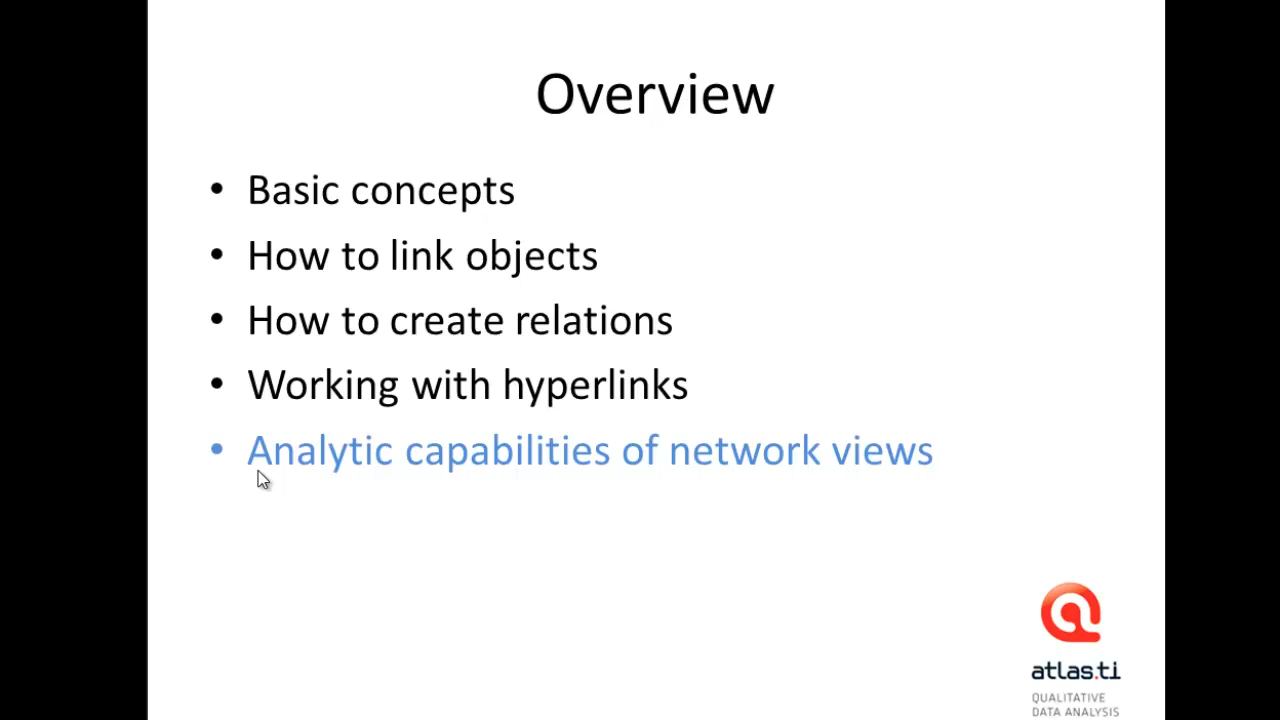 Overview
• Basic concepts
• How to link objects
• How to create relations
• Working with hyperlinks
• Analytic capabilities of network views
atlas.ti
QUALITATIVE
DATA ANALYSIS